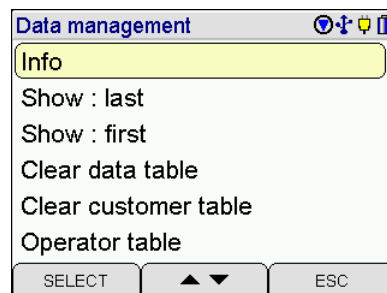 Data management
Info
Show : last
Show : first
Clear data table
Clear customer table
Operator table
SELECT ▲ ▼ ESC